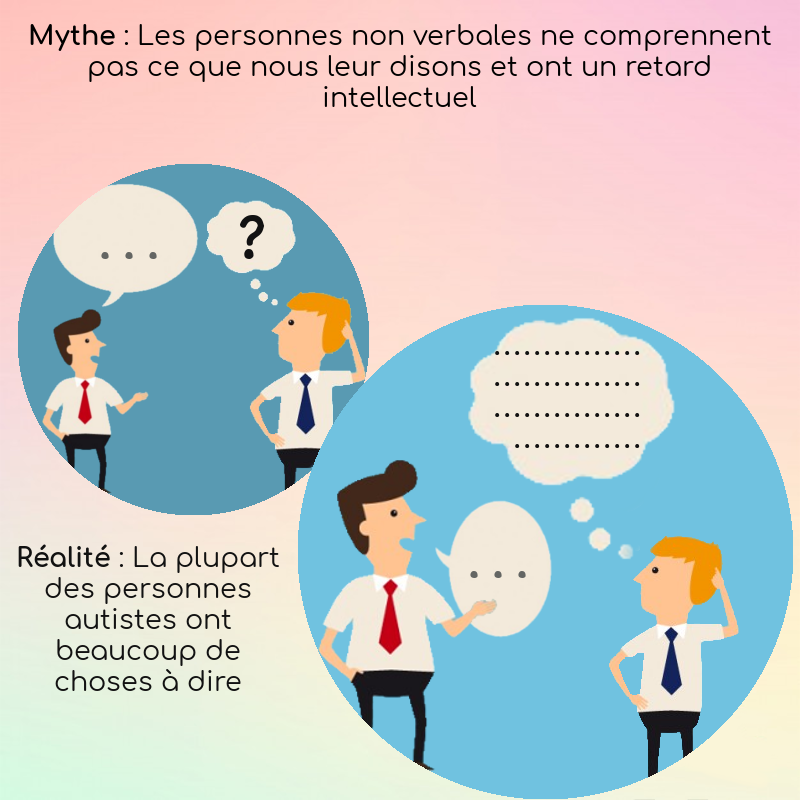 Mythe : Les personnes non verbales ne comprennent
pas ce que nous leur disons et ont un retard
intellectuel
...
?
....................
....................
....................
.................
...
Réalité : La plupart
des personnes
autistes ont
beaucoup de
choses à dire